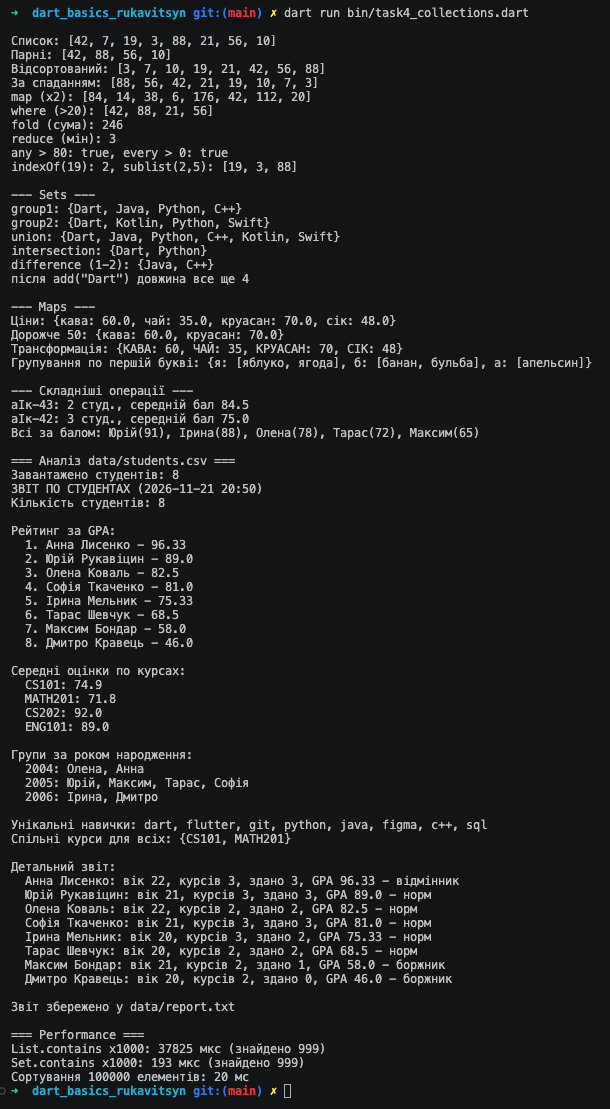 ➜  dart_basics_rukavitsyn git:(main) ✗ dart run bin/task4_collections.dart

Список: [42, 7, 19, 3, 88, 21, 56, 10]
Парні: [42, 88, 56, 10]
Відсортований: [3, 7, 10, 19, 21, 42, 56, 88]
За спаданням: [88, 56, 42, 21, 19, 10, 7, 3]
map (x2): [84, 14, 38, 6, 176, 42, 112, 20]
where (>20): [42, 88, 21, 56]
fold (сума): 246
reduce (мін): 3
any > 80: true, every > 0: true
indexOf(19): 2, sublist(2,5): [19, 3, 88]

--- Sets ---
group1: {Dart, Java, Python, C++}
group2: {Dart, Kotlin, Python, Swift}
union: {Dart, Java, Python, C++, Kotlin, Swift}
intersection: {Dart, Python}
difference (1-2): {Java, C++}
після add("Dart") довжина все ще 4

--- Maps ---
Ціни: {кава: 60.0, чай: 35.0, круасан: 70.0, сік: 48.0}
Дорожче 50: {кава: 60.0, круасан: 70.0}
Трансформація: {КАВА: 60, ЧАЙ: 35, КРУАСАН: 70, СІК: 48}
Групування по першій букві: {я: [яблуко, ягода], б: [банан, бульба], а: [апельсин]}

--- Складніші операції ---
аІк-43: 2 студ., середній бал 84.5
аІк-42: 3 студ., середній бал 75.0
Всі за балом: Юрій(91), Ірина(88), Олена(78), Тарас(72), Максим(65)

=== Аналіз data/students.csv ===
Завантажено студентів: 8
ЗВІТ ПО СТУДЕНТАХ (2026-11-21 20:50)
Кількість студентів: 8

Рейтинг за GPA:
  1. Анна Лисенко - 96.33
  2. Юрій Рукавіцин - 89.0
  3. Олена Коваль - 82.5
  4. Софія Ткаченко - 81.0
  5. Ірина Мельник - 75.33
  6. Тарас Шевчук - 68.5
  7. Максим Бондар - 58.0
  8. Дмитро Кравець - 46.0

Середні оцінки по курсах:
  CS101: 74.9
  MATH201: 71.8
  CS202: 92.0
  ENG101: 89.0

Групи за роком народження:
  2004: Олена, Анна
  2005: Юрій, Максим, Тарас, Софія
  2006: Ірина, Дмитро

Унікальні навички: dart, flutter, git, python, java, figma, c++, sql
Спільні курси для всіх: {CS101, MATH201}

Детальний звіт:
  Анна Лисенко: вік 22, курсів 3, здано 3, GPA 96.33 - відмінник
  Юрій Рукавіцин: вік 21, курсів 3, здано 3, GPA 89.0 - норм
  Олена Коваль: вік 22, курсів 2, здано 2, GPA 82.5 - норм
  Софія Ткаченко: вік 21, курсів 3, здано 3, GPA 81.0 - норм
  Ірина Мельник: вік 20, курсів 3, здано 2, GPA 75.33 - норм
  Тарас Шевчук: вік 20, курсів 2, здано 2, GPA 68.5 - норм
  Максим Бондар: вік 21, курсів 2, здано 1, GPA 58.0 - боржник
  Дмитро Кравець: вік 20, курсів 2, здано 0, GPA 46.0 - боржник

Звіт збережено у data/report.txt

=== Performance ===
List.contains x1000: 37825 мкс (знайдено 999)
Set.contains x1000: 193 мкс (знайдено 999)
Сортування 100000 елементів: 20 мс
➜  dart_basics_rukavitsyn git:(main) ✗